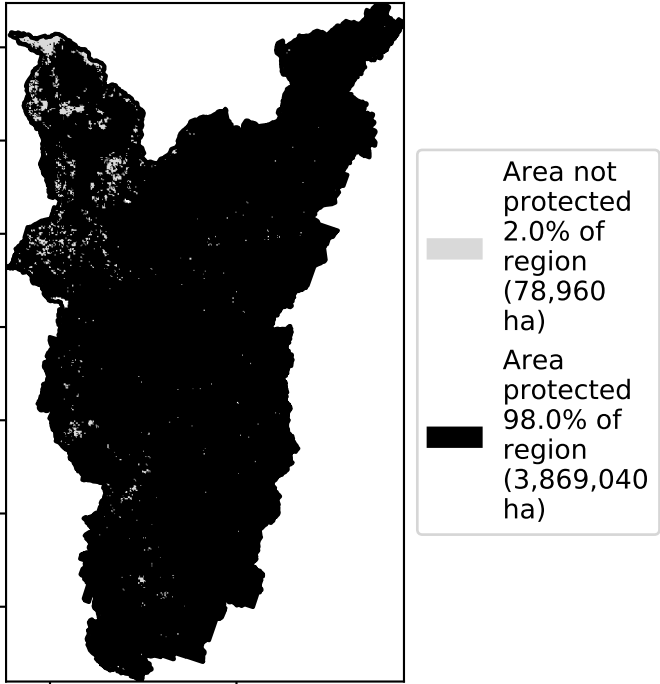 Area not
protected
2.0% of
region
(78,960
ha)
Area
protected
98.0% of
region
(3,869,040
ha)